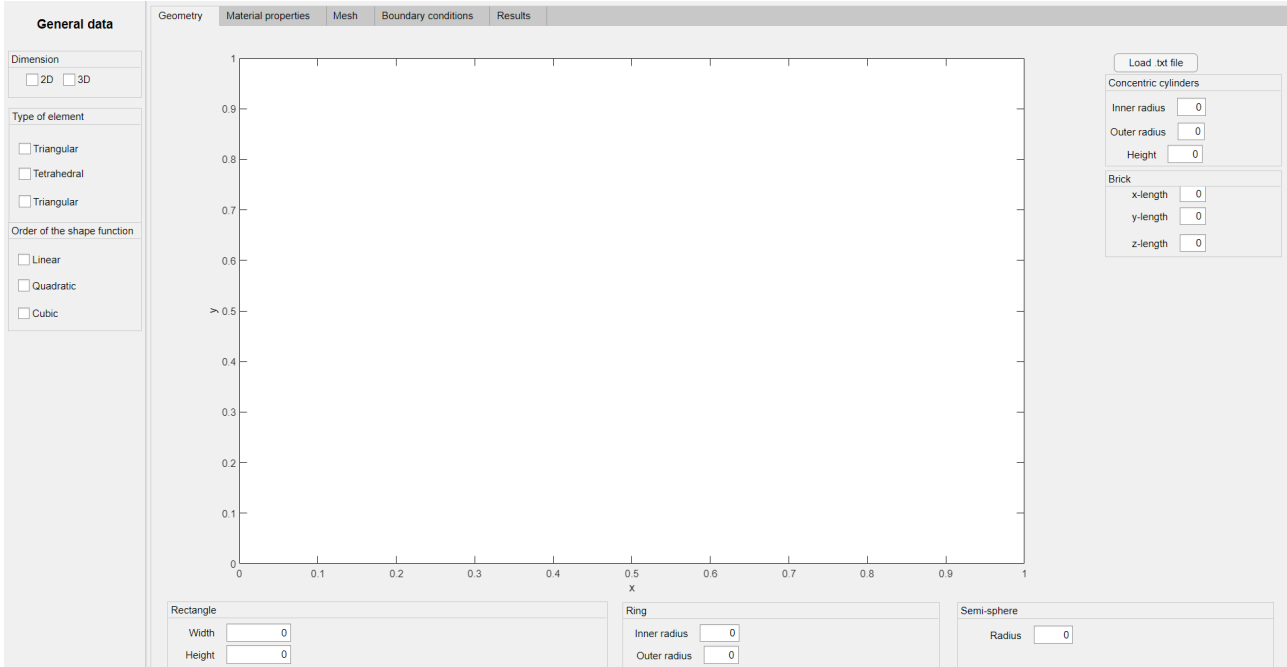 General data
Dimension
2D 3D
Type of element
Triangular
Tetrahedral
Triangular
Order of the shape function
Linear
Quadratic
Cubic
Geometry Material properties Mesh Boundary conditions Results
1
0.9
0.8
0.7
0.6
0.5
0.4
0.3
0.2
0.1
0
y
0 0.1 0.2 0.3 0.4 0.5 0.6 0.7 0.8 0.9 1
x
Load .txt file
Concentric cylinders
Inner radius 0
Outer radius 0
Height 0
Brick
x-length 0
y-length 0
z-length 0
Rectangle
Width 0
Height 0
Ring
Inner radius 0
Outer radius 0
Semi-sphere
Radius 0